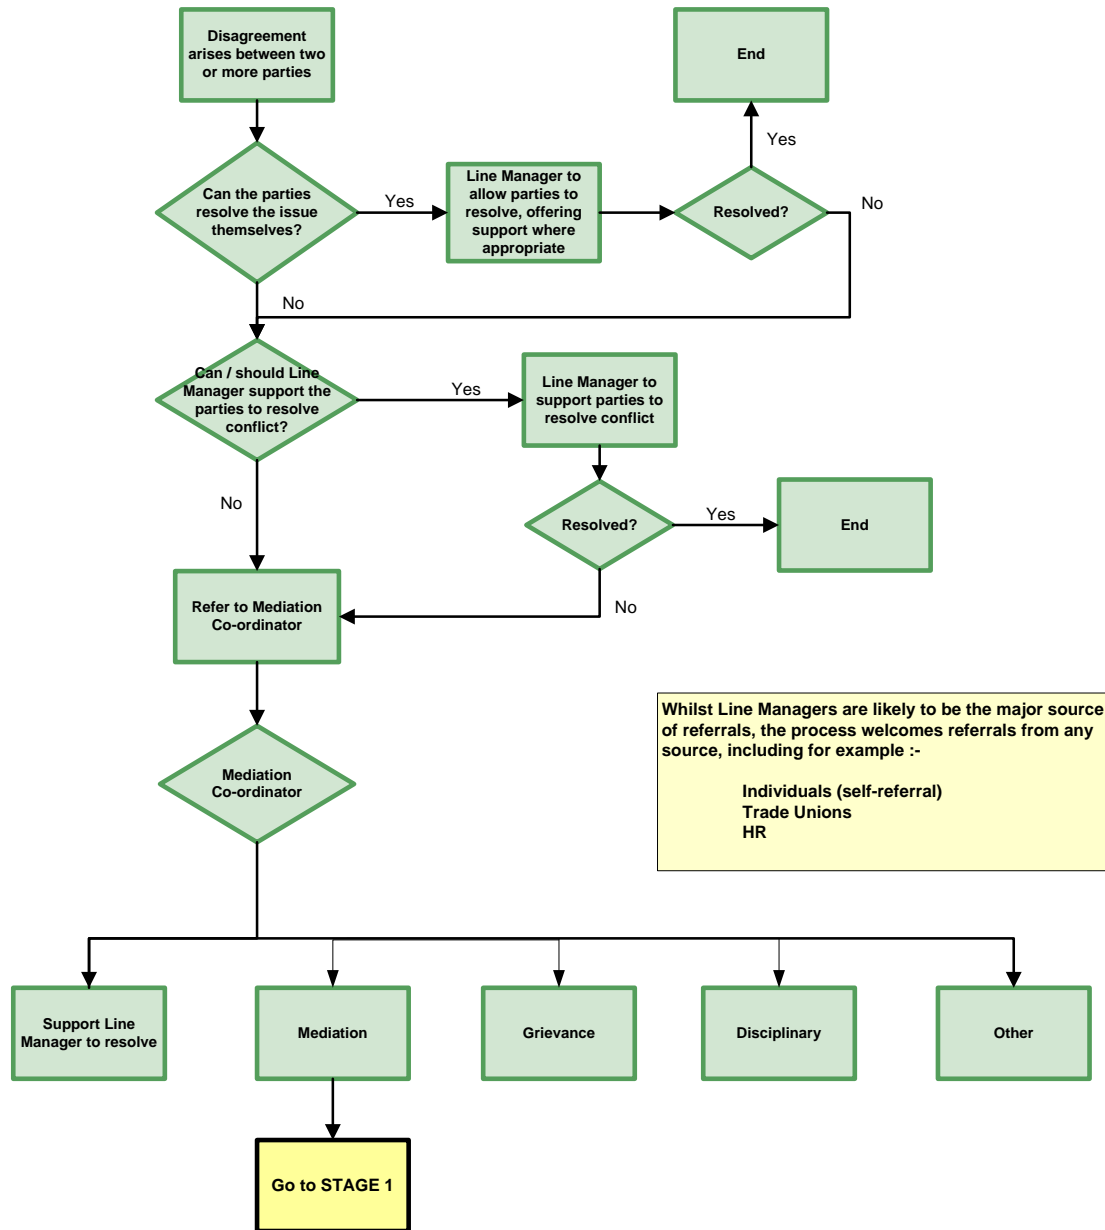 Disagreement
arises between two
or more parties
End
Yes
Can the parties
resolve the issue
themselves?
Yes
Line Manager to
allow parties to
resolve, offering
support where
appropriate
Resolved?
No
No
Can / should Line
Manager support the
parties to resolve
conflict?
Yes
Line Manager to
support parties to
resolve conflict
No
Resolved?
Yes
End
Refer to Mediation
Co-ordinator
No
Whilst Line Managers are likely to be the major source
of referrals, the process welcomes referrals from any
source, including for example :-
Individuals (self-referral)
Trade Unions
HR
Mediation
Co-ordinator
Support Line
Manager to resolve
Mediation
Grievance
Disciplinary
Other
Go to STAGE 1